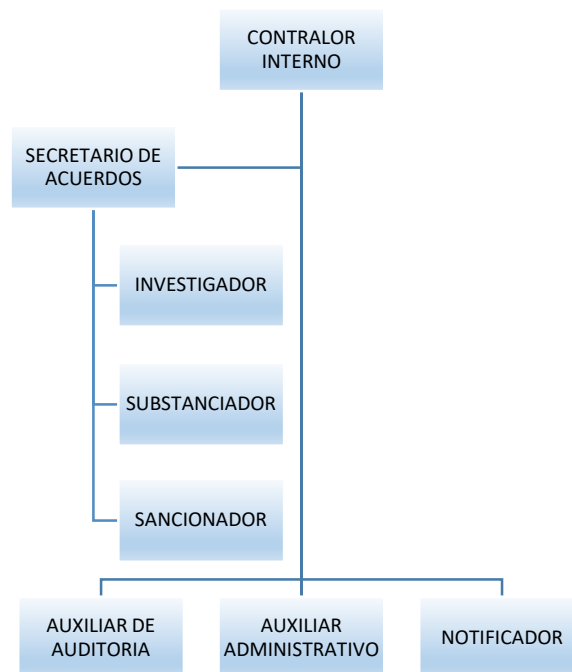 CONTRALOR
INTERNO
SECRETARIO DE
ACUERDOS
INVESTIGADOR
SUBSTANCIADOR
SANCIONADOR
AUXILIAR DE
AUDITORIA
AUXILIAR
ADMINISTRATIVO
NOTIFICADOR